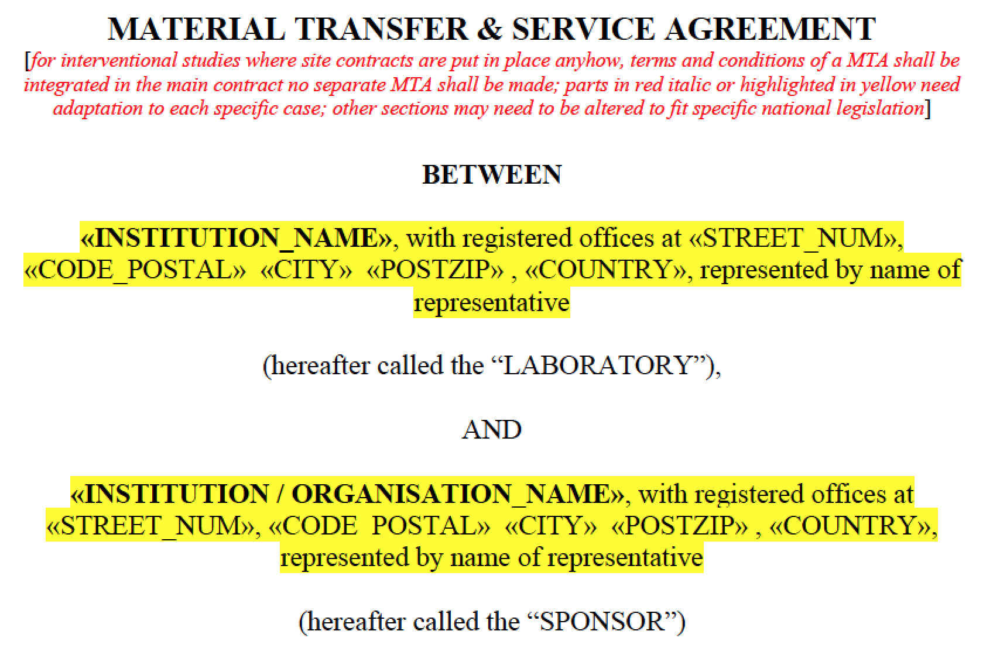 MATERIAL TRANSFER & SERVICE AGREEMENT
[for interventional studies where site contracts are put in place anyhow, terms and conditions of a MTA shall be
integrated in the main contract no separate MTA shall be made; parts in red italic or highlighted in yellow need
adaptation to each specific case; other sections may need to be altered to fit specific national legislation]
BETWEEN
«INSTITUTION_NAME», with registered offices at «STREET_NUM»,
«CODE_POSTAL» «CITY» «POSTZIP» , «COUNTRY», represented by name of
representative
(hereafter called the “LABORATORY”),
AND
«INSTITUTION / ORGANISATION_NAME», with registered offices at
«STREET_NUM», «CODE POSTAL» «CITY» «POSTZIP» , «COUNTRY»,
represented by name of representative
(hereafter called the “SPONSOR”)